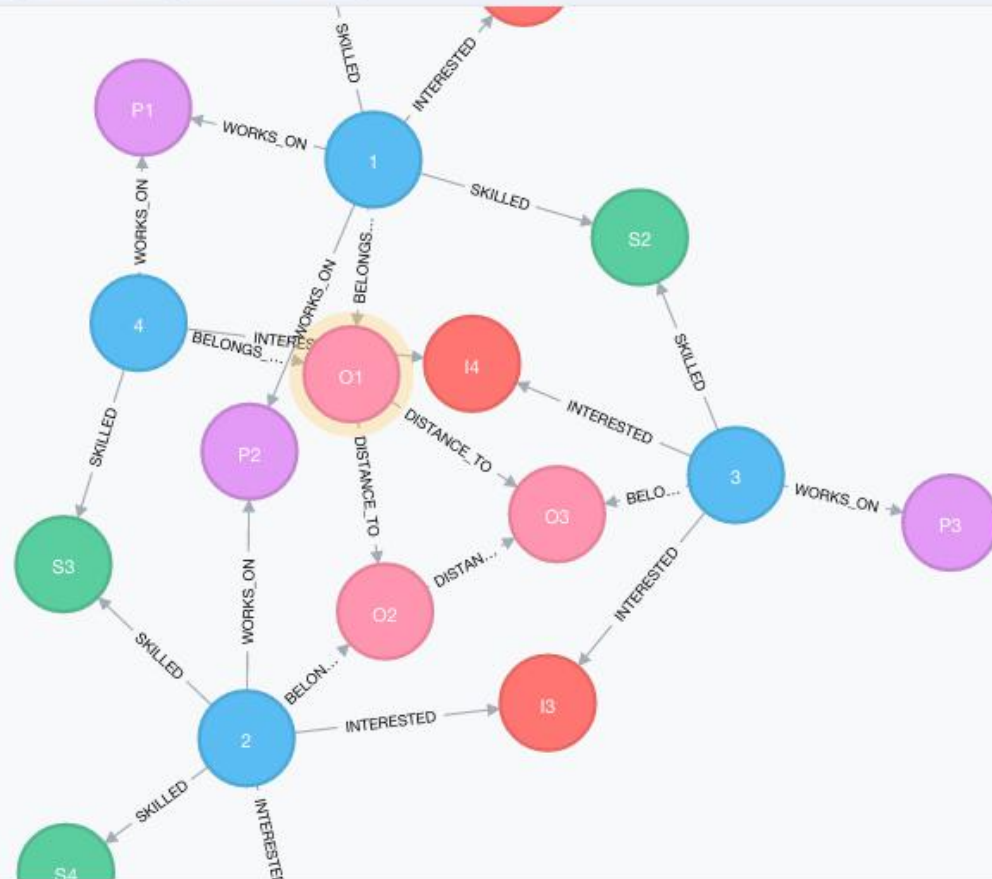 SKILLED
INTERESTED
P1
WORKS_ON
1
SKILLED
WORKS_ON
S2
WORKS_ON
BELONGS...
4
INTERES
BELONGS_...
O1
I4
SKILLED
SKILLED
INTERESTED
DISTANCE_TO
P2
DISTANCE_TO
3
BELO...
WORKS_ON
O3
P3
S3
DISTAN...
WORKS_ON
O2
INTERESTED
SKILLED
BELON...
I3
2
INTERESTED
SKILLED
INTERESTE
S4